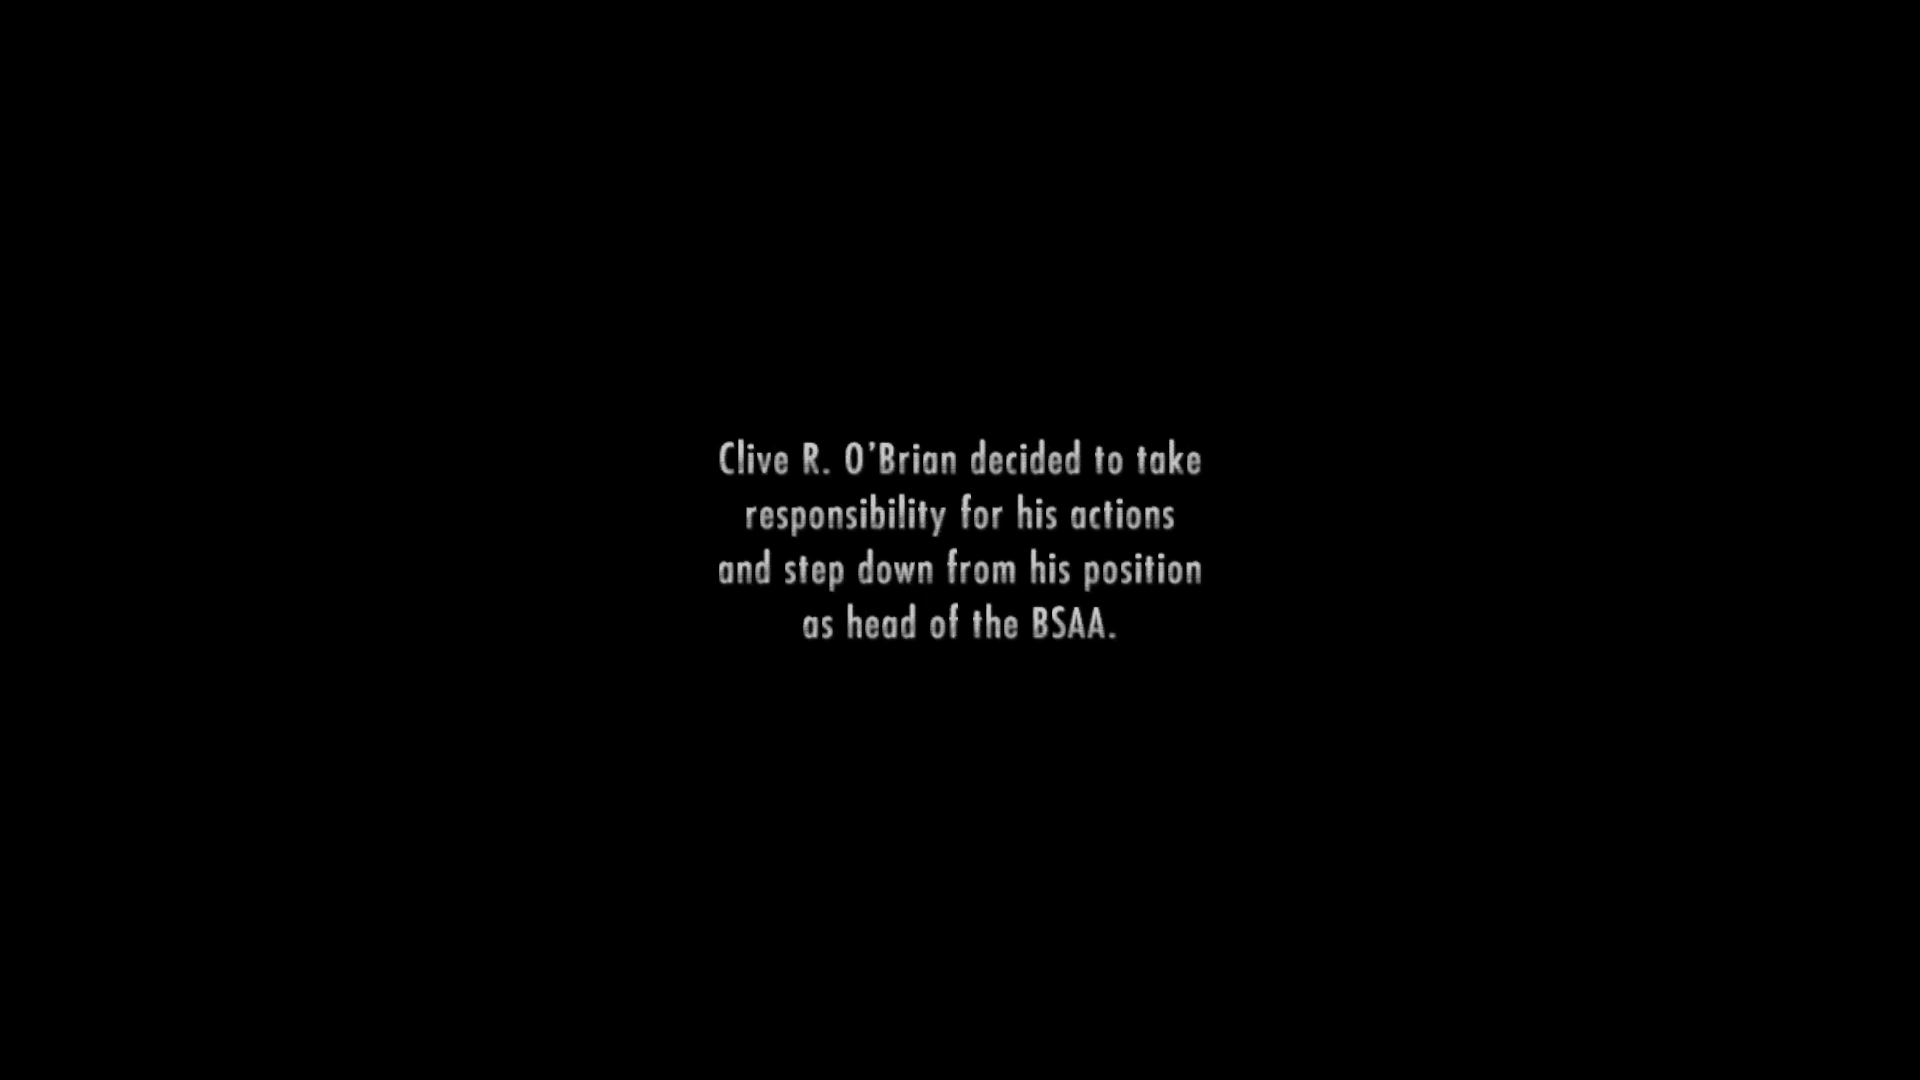 Clive R. O'Brian decided to take
responsibility for his actions
and step down from his position
as head of the BSAA.